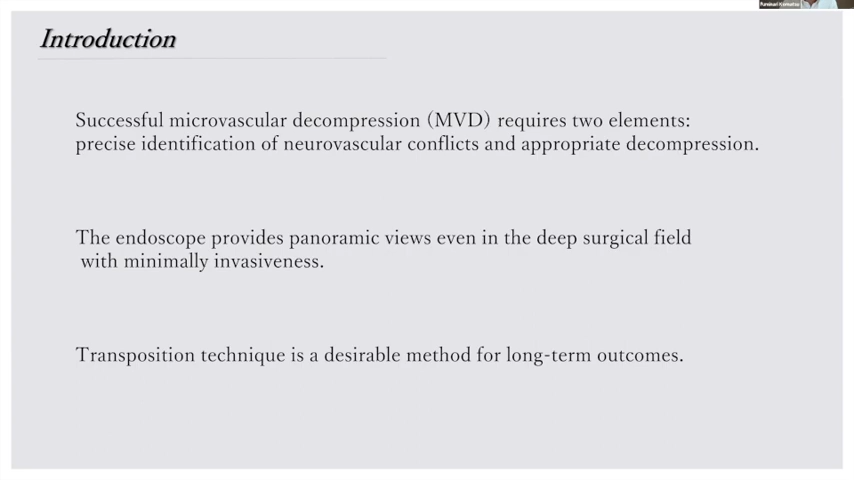 Introduction
Successful microvascular decompression (MVD) requires two elements:
precise identification of neurovascular conflicts and appropriate decompression.
The endoscope provides panoramic views even in the deep surgical field
with minimally invasiveness.
Transposition technique is a desirable method for long-term outcomes.